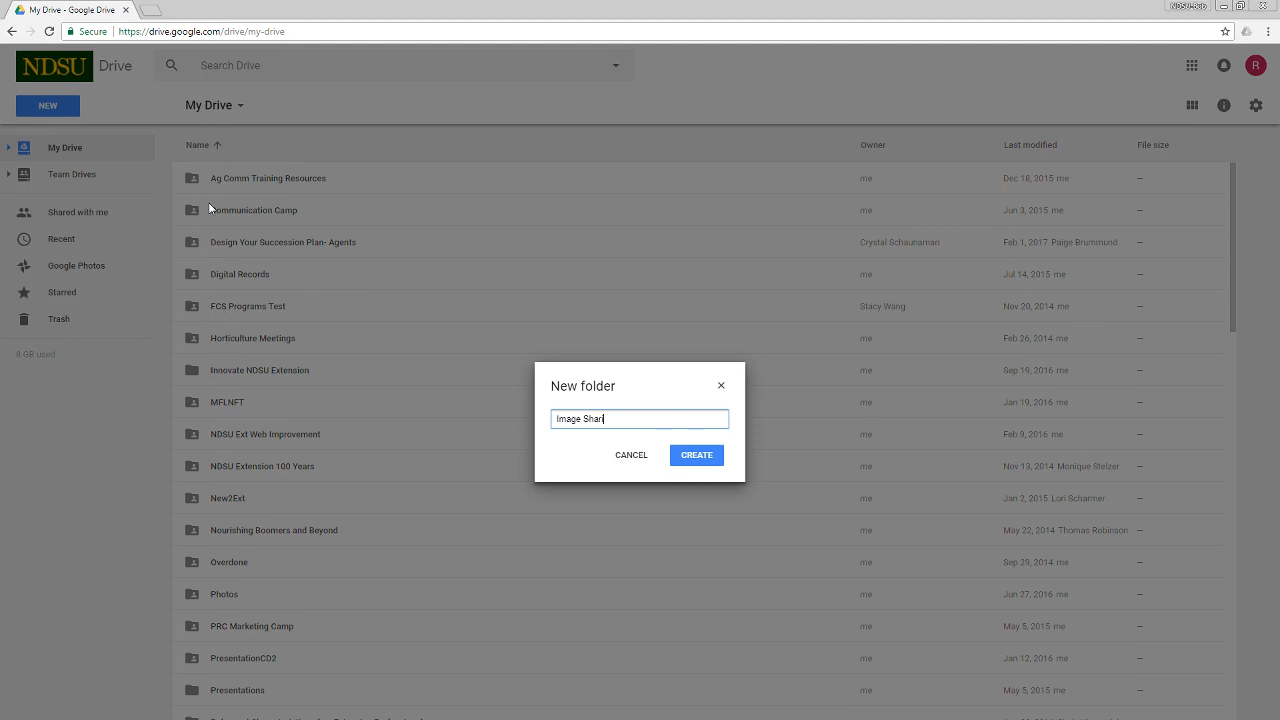 My Drive - Google Drive
Secure https://drive.google.com/drive/my-drive
NDSU Drive Search Drive R
NEW My Drive
Name Owner Last modified File size
My Drive
Team Drives
Shared with me
Recent
Google Photos
Starred
Trash
8 GB used
Ag Comm Training Resources me Dec 18, 2015 me –
Communication Camp me Jun 3, 2015 me –
Design Your Succession Plan- Agents Crystal Schaunaman Feb 1, 2017 Paige Brummund –
Digital Records me Jul 14, 2015 me –
FCS Programs Test Stacy Wang Nov 20, 2014 me –
Horticulture Meetings me Feb 26, 2014 me –
Innovate NDSU Extension me Sep 19, 2016 me –
MFLNFT me Jan 19, 2016 me –
NDSU Ext Web Improvement me Feb 9, 2016 me –
NDSU Extension 100 Years me Nov 13, 2014 Monique Stelzer –
New2Ext me Jan 2, 2015 Lori Scharmer –
Nourishing Boomers and Beyond me May 22, 2014 Thomas Robinson –
Overdone me Sep 29, 2014 me –
Photos me Jun 27, 2016 me –
PRC Marketing Camp me May 5, 2015 me –
PresentationCD2 me Jan 12, 2016 me –
Presentations me May 5, 2015 me –
New folder
Image Shari
CANCEL CREATE